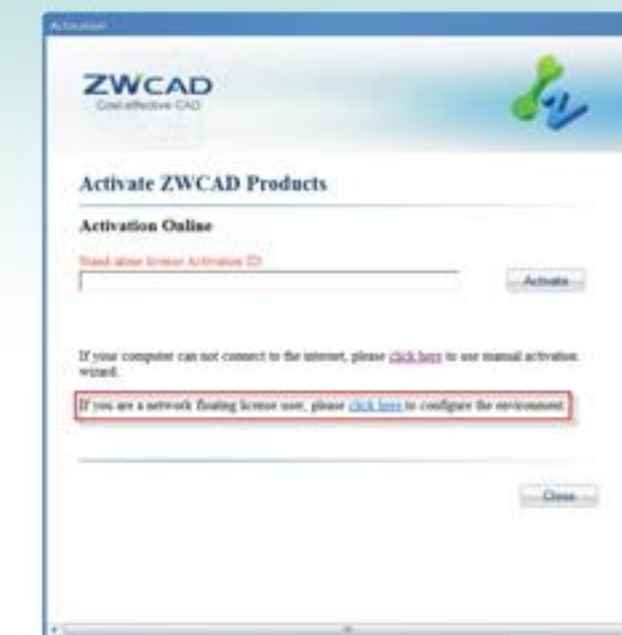 Activation
ZWCAD
Cost-effective CAD
Activate ZWCAD Products
Activation Online
Stand-alone license Activation ID
Activate
If your computer can not connect to the internet, please click here to use manual activation
wizard.
If you are a network floating license user, please click here to configure the environment.
Close